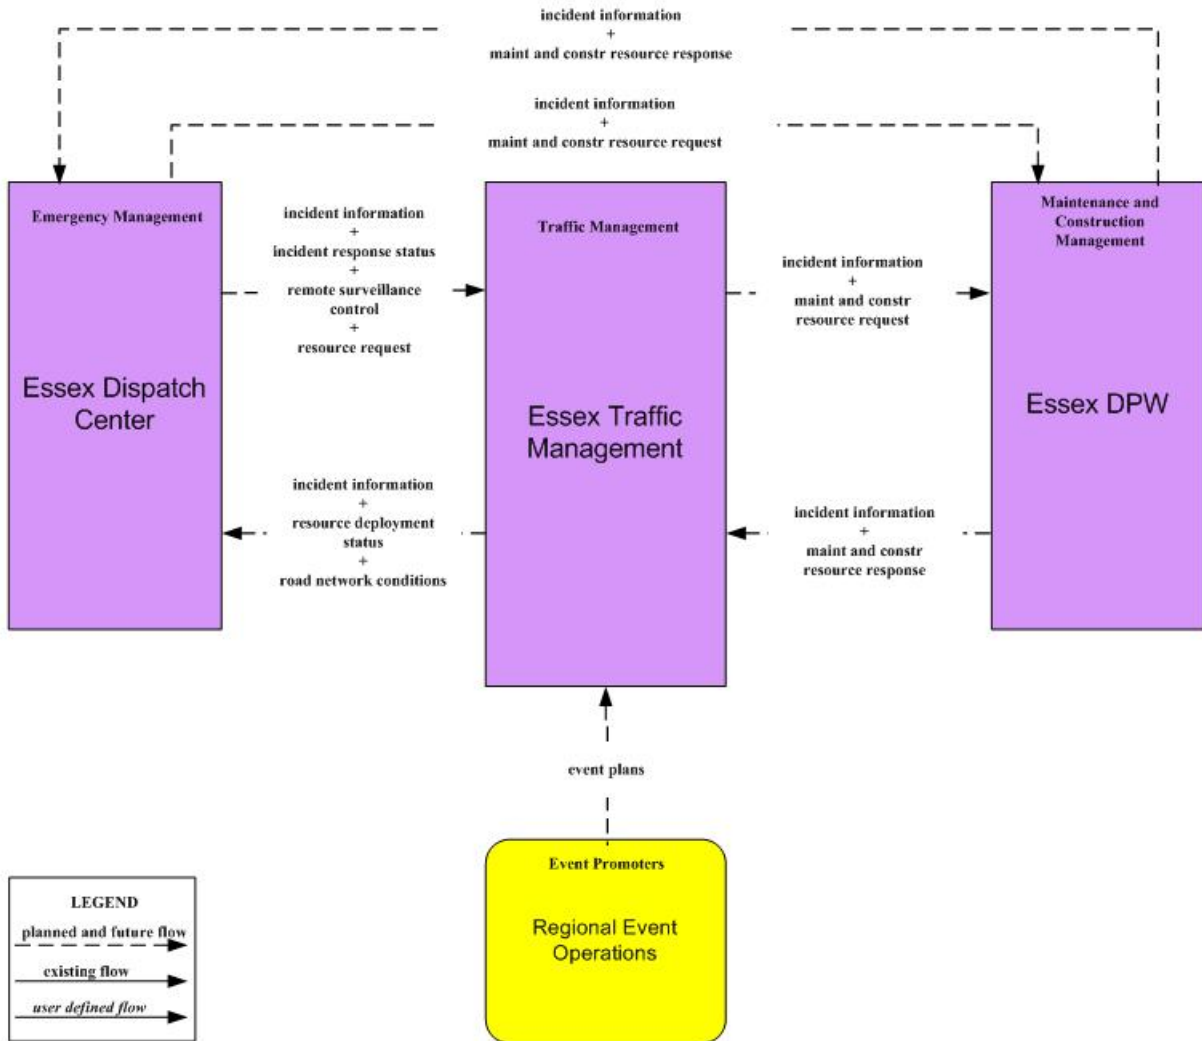 incident information
+
maint and constr resource response
incident information
+
maint and constr resource request
Emergency Management
Essex Dispatch
Center
incident information
+
incident response status
+
remote surveillance
control
+
resource request
Traffic Management
Essex Traffic
Management
incident information
+
maint and constr
resource request
Maintenance and
Construction
Management
Essex DPW
incident information
+
resource deployment
status
+
road network conditions
incident information
+
maint and constr
resource response
event plans
Event Promoters
Regional Event
Operations
LEGEND
planned and future flow
existing flow
user defined flow